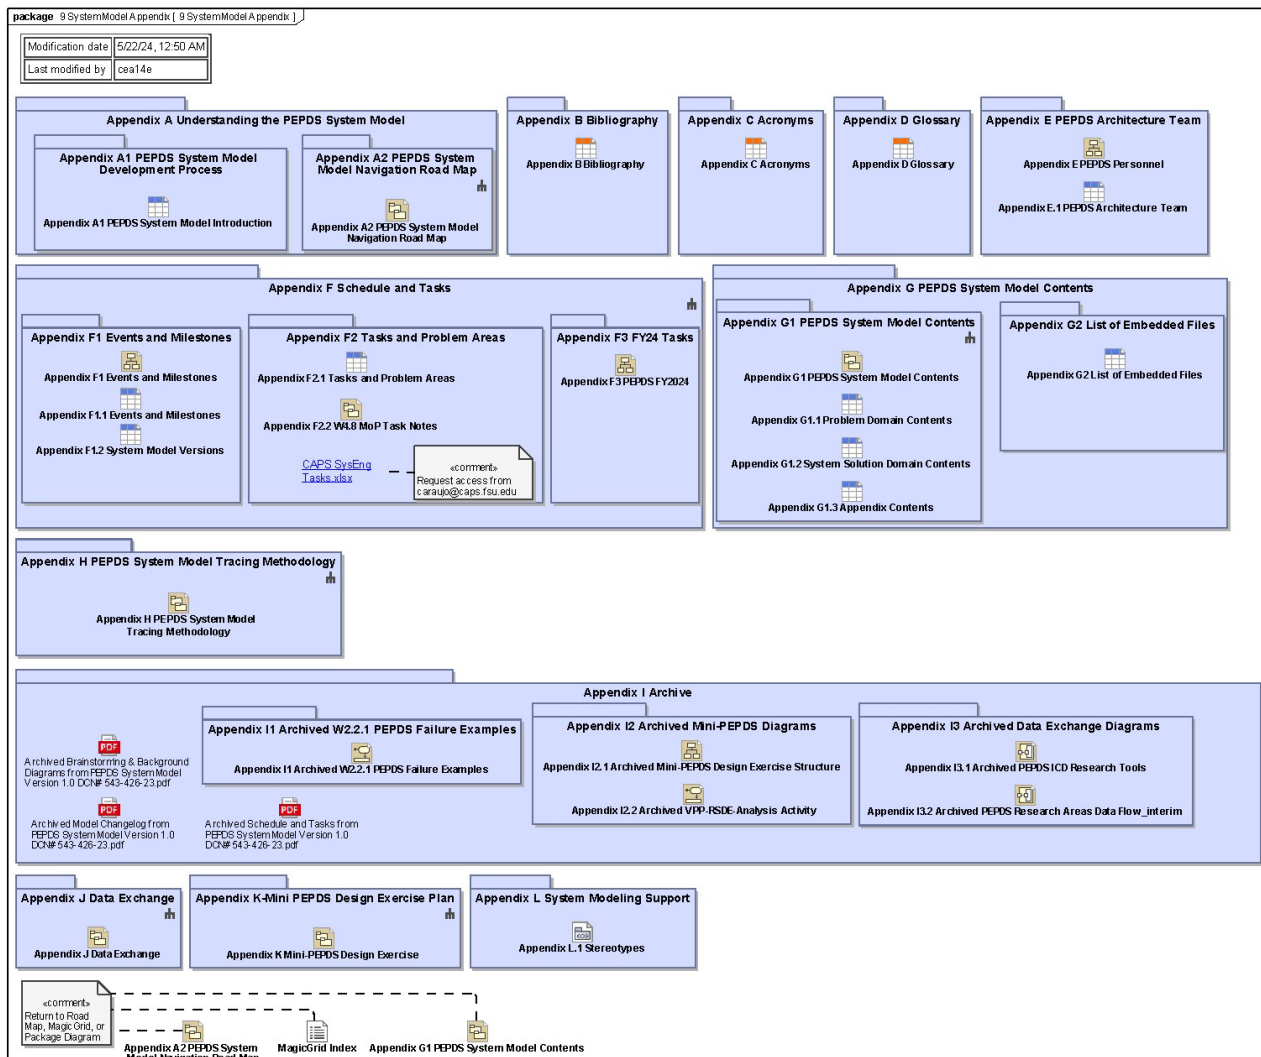 package 9 System Model Appendix [ 9 System Model Appendix ]
Modification date 5/22/24, 12:50 AM
Last modified by cea14e
Appendix A Understanding the PEPDS System Model
Appendix A1 PEPDS System Model
Development Process
Appendix A1 PEPDS System Model Introduction
Appendix A2 PEPDS System
Model Navigation Road Map
Appendix A2 PEPDS System Model
Navigation Road Map
Appendix B Bibliography
Appendix B Bibliography
Appendix C Acronyms
Appendix C Acronyms
Appendix D Glossary
Appendix D Glossary
Appendix E PEPDS Architecture Team
Appendix E PEPDS Personnel
Appendix E.1 PEPDS Architecture Team
Appendix F Schedule and Tasks
Appendix F1 Events and Milestones
Appendix F1 Events and Milestones
Appendix F1.1 Events and Milestones
Appendix F1.2 System Model Versions
Appendix F2 Tasks and Problem Areas
Appendix F2.1 Tasks and Problem Areas
Appendix F2.2 W4.8 MoP Task Notes
CAPS SysEng
Tasks.xlsx
«comment»
Request access from
caraujo@caps.fsu.edu
Appendix F3 FY24 Tasks
Appendix F3 PEPDS FY2024
Appendix G PEPDS System Model Contents
Appendix G1 PEPDS System Model Contents
Appendix G1 PEPDS System Model Contents
Appendix G1.1 Problem Domain Contents
Appendix G1.2 System Solution Domain Contents
Appendix G1.3 Appendix Contents
Appendix G2 List of Embedded Files
Appendix G2 List of Embedded Files
Appendix H PEPDS System Model Tracing Methodology
Appendix H PEPDS System Model
Tracing Methodology
Appendix I Archive
PDF
Archived Brainstorming & Background
Diagrams from PEPDS System Model
Version 1.0 DCN# 543-426-23.pdf
PDF
Archived Model Changelog from
PEPDS System Model Version 1.0
DCN# 543-426-23.pdf
PDF
Archived Schedule and Tasks from
PEPDS System Model Version 1.0
DCN# 543-426-23.pdf
Appendix I1 Archived W2.2.1 PEPDS Failure Examples
Appendix I1 Archived W2.2.1 PEPDS Failure Examples
Appendix I2 Archived Mini-PEPDS Diagrams
Appendix I2.1 Archived Mini-PEPDS Design Exercise Structure
Appendix I2.2 Archived VPP-RSDE-Analysis Activity
Appendix I3 Archived Data Exchange Diagrams
Appendix I3.1 Archived PEPDS ICD Research Tools
Appendix I3.2 Archived PEPDS Research Areas Data Flow_interim
Appendix J Data Exchange
Appendix J Data Exchange
Appendix K-Mini PEPDS Design Exercise Plan
Appendix K Mini-PEPDS Design Exercise
Appendix L System Modeling Support
Appendix L.1 Stereotypes
«comment»
Return to Road
Map, MagicGrid, or
Package Diagram
Appendix A2 PEPDS System
Model Navigation Road Map
MagicGrid Index
Appendix G1 PEPDS System Model Contents